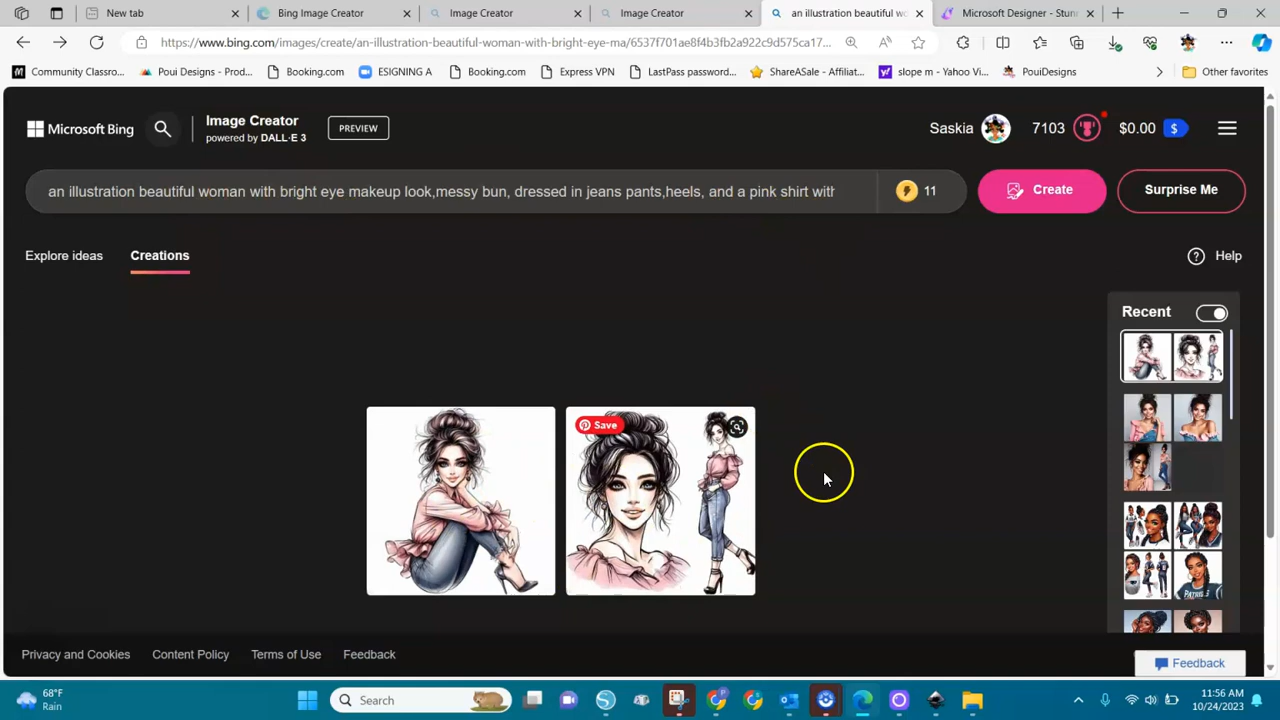 New tab
Bing Image Creator
Image Creator
Image Creator
an illustration beautiful w
Microsoft Designer - Stunn
https://www.bing.com/images/create/an-illustration-beautiful-woman-with-bright-eye-ma/6537f701ae8f4b3fb2a922c9d575ca17...
Community Classro...
Poui Designs - Prod...
Booking.com
ESIGNING A
Booking.com
Express VPN
LastPass password...
ShareASale - Affiliat...
slope m - Yahoo Vi...
PouiDesigns
Other favorites
Microsoft Bing
Image Creator
powered by DALL·E 3
PREVIEW
Saskia
7103
$0.00
an illustration beautiful woman with bright eye makeup look,messy bun, dressed in jeans pants,heels, and a pink shirt with
11
Create
Surprise Me
Explore ideas
Creations
Help
Recent
Save
PATRI
Privacy and Cookies
Content Policy
Terms of Use
Feedback
Feedback
68°F
Rain
Search
11:56 AM
10/24/2023